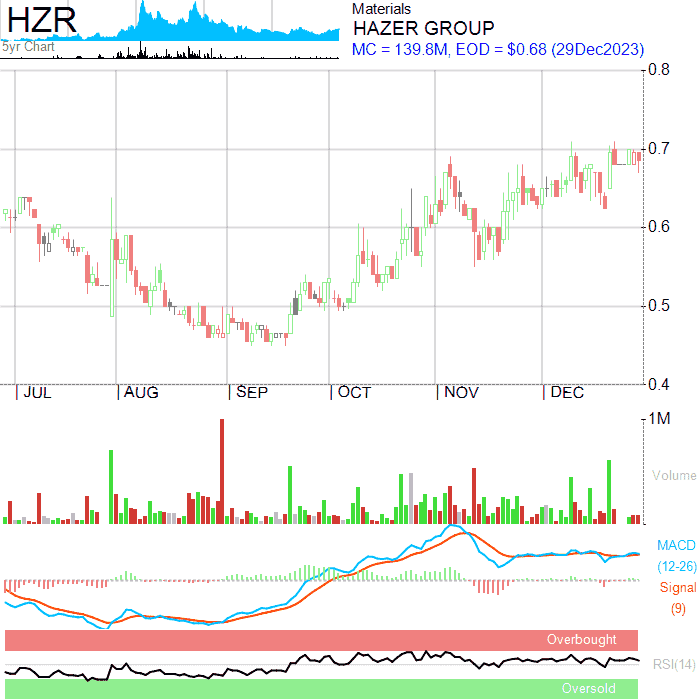 HZR
5yr Chart
Materials
HAZER GROUP
MC = 139.8M, EOD = $0.68 (29Dec2023)
0.8
0.7
0.6
0.5
0.4
JUL AUG SEP OCT NOV DEC
1M
Volume
MACD
(12-26)
Signal
(9)
Overbought
RSI(14)
Oversold